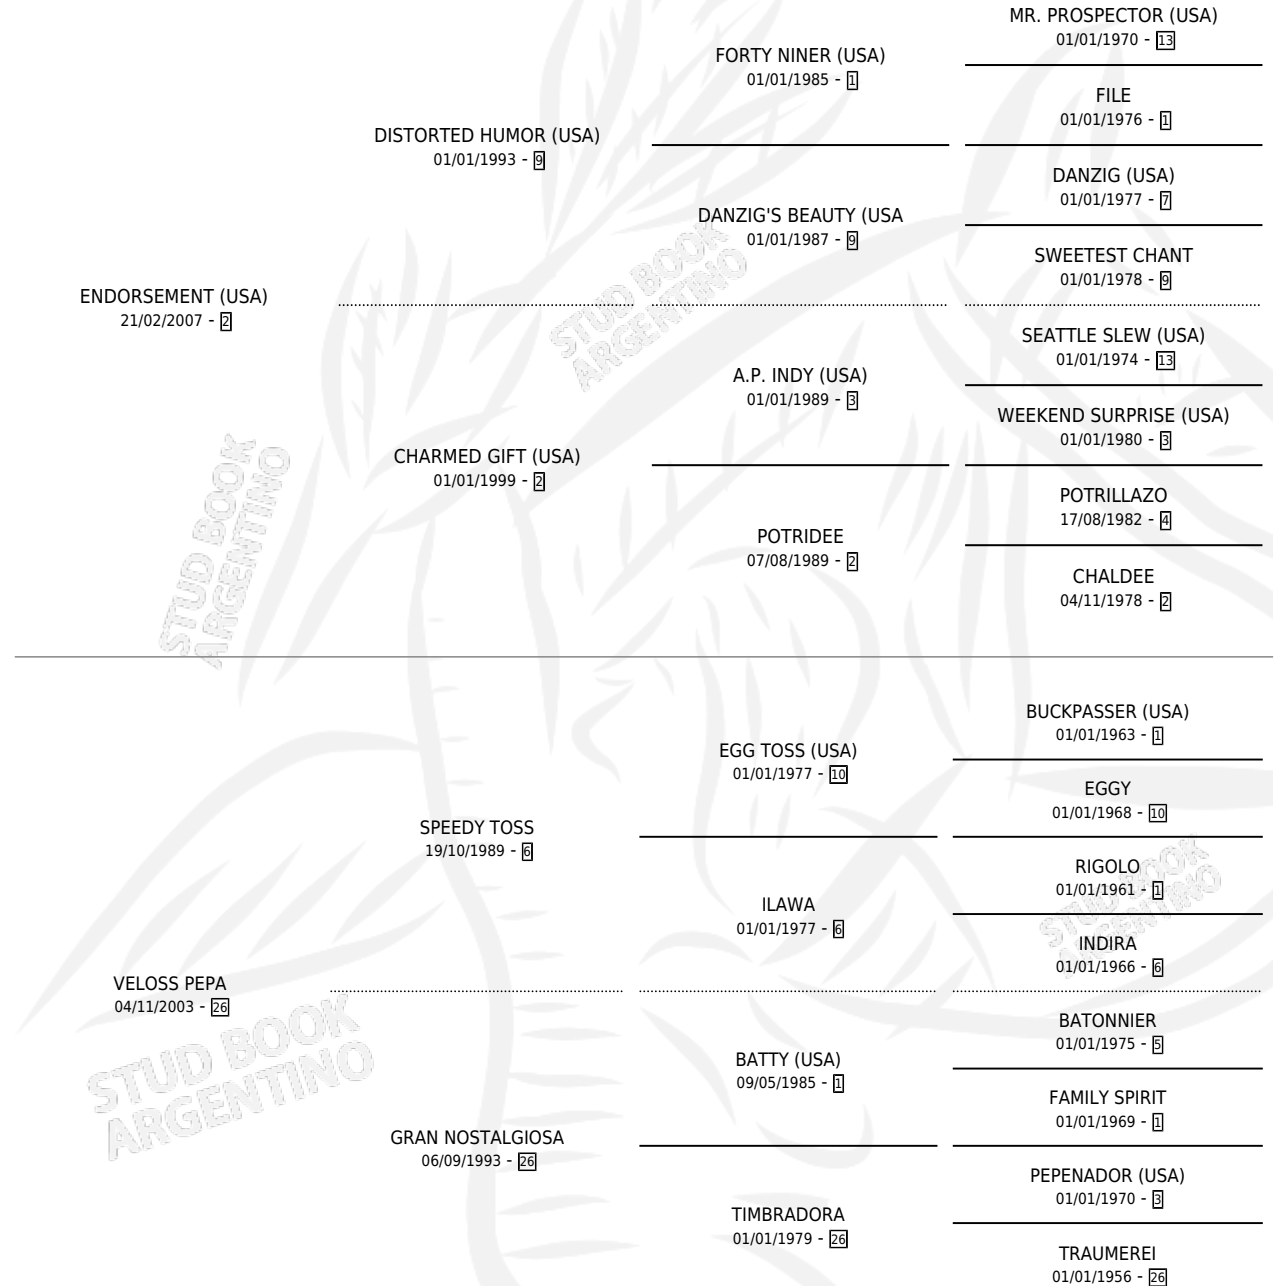 MR. PROSPECTOR (USA)
01/01/1970 - 13
FORTY NINER (USA)
01/01/1985 - 1
FILE
01/01/1976 - 1
DISTORTED HUMOR (USA)
01/01/1993 - 9
DANZIG (USA)
01/01/1977 - 7
DANZIG'S BEAUTY (USA
01/01/1987 - 9
SWEETEST CHANT
01/01/1978 - 9
ENDORSEMENT (USA)
21/02/2007 - 2
SEATTLE SLEW (USA)
01/01/1974 - 13
A.P. INDY (USA)
01/01/1989 - 3
WEEKEND SURPRISE (USA)
01/01/1980 - 3
CHARMED GIFT (USA)
01/01/1999 - 2
POTRILLAZO
17/08/1982 - 4
POTRIDEE
07/08/1989 - 2
CHALDEE
04/11/1978 - 2
BUCKPASSER (USA)
01/01/1963 - 1
EGG TOSS (USA)
01/01/1977 - 10
EGGY
01/01/1968 - 10
SPEEDY TOSS
19/10/1989 - 6
RIGOLO
01/01/1961 - 1
ILAWA
01/01/1977 - 6
INDIRA
01/01/1966 - 6
VELOSS PEPA
04/11/2003 - 26
BATONNIER
01/01/1975 - 5
BATTY (USA)
09/05/1985 - 1
FAMILY SPIRIT
01/01/1969 - 1
GRAN NOSTALGIOSA
06/09/1993 - 26
PEPENADOR (USA)
01/01/1970 - 3
TIMBRADORA
01/01/1979 - 26
TRAUMEREI
01/01/1956 - 26
STUD BOOK
ARGENTINO
STUD BOOK
ARGENTINO
STUD BOOK
ARGENTINO
STUD BOOK
ARGENTINO